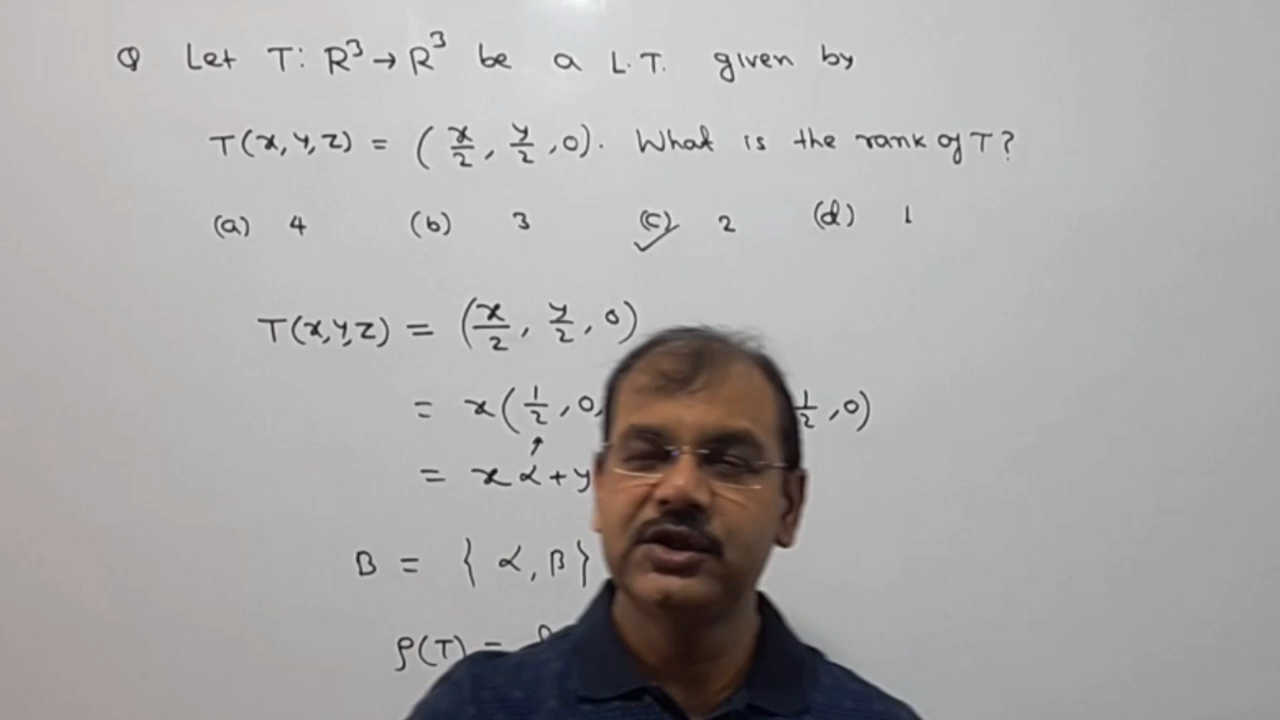 Q Let T: R³ → R³ be a L.T. given by
T(x,y,z) = (x/2, y/2, 0). What is the rank of T?
(a) 4 (b) 3 (c) 2 (d) 1
T(x,y,z) = (x/2, y/2, 0)
= x(1/2, 0, 1/2, 0)
= xα + y
B = { α, β }
ρ(T) =